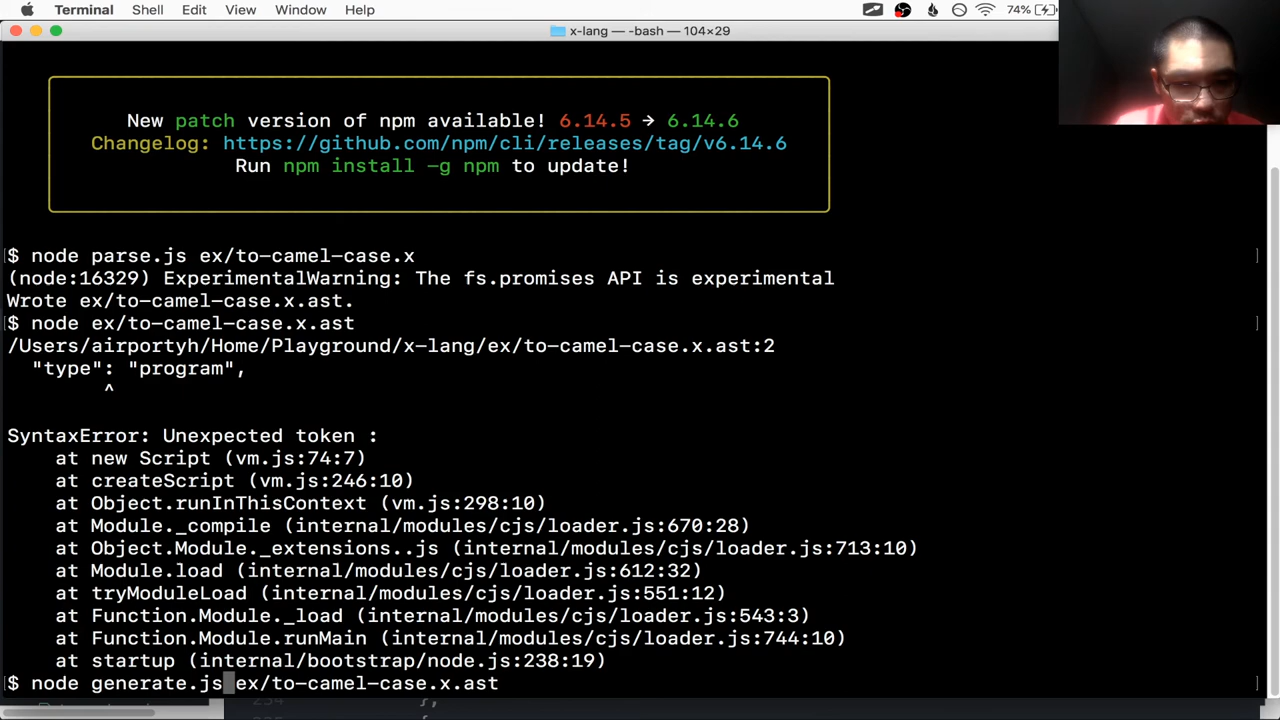 Terminal Shell Edit View Window Help 74%
x-lang — -bash — 104×29
New patch version of npm available! 6.14.5 → 6.14.6
Changelog: https://github.com/npm/cli/releases/tag/v6.14.6
Run npm install -g npm to update!
[$ node parse.js ex/to-camel-case.x ]
(node:16329) ExperimentalWarning: The fs.promises API is experimental
Wrote ex/to-camel-case.x.ast.
[$ node ex/to-camel-case.x.ast ]
/Users/airportyh/Home/Playground/x-lang/ex/to-camel-case.x.ast:2
"type": "program",
^
SyntaxError: Unexpected token :
at new Script (vm.js:74:7)
at createScript (vm.js:246:10)
at Object.runInThisContext (vm.js:298:10)
at Module._compile (internal/modules/cjs/loader.js:670:28)
at Object.Module._extensions..js (internal/modules/cjs/loader.js:713:10)
at Module.load (internal/modules/cjs/loader.js:612:32)
at tryModuleLoad (internal/modules/cjs/loader.js:551:12)
at Function.Module._load (internal/modules/cjs/loader.js:543:3)
at Function.Module.runMain (internal/modules/cjs/loader.js:744:10)
at startup (internal/bootstrap/node.js:238:19)
[$ node generate.js ex/to-camel-case.x.ast ]